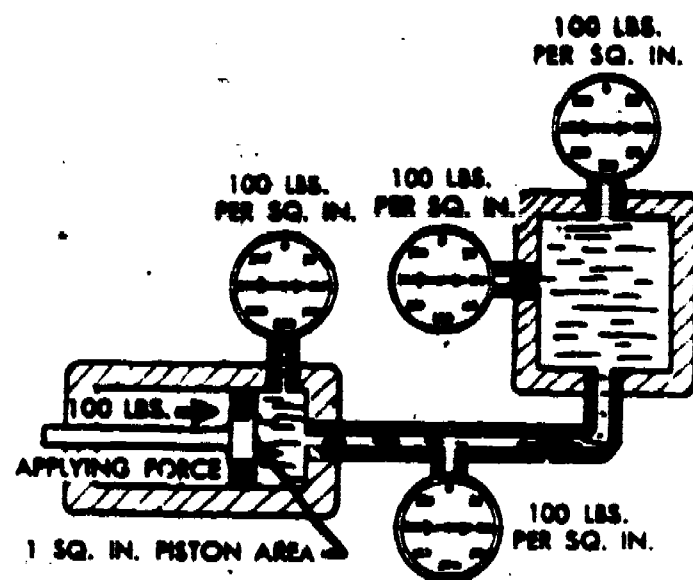 100 LBS.
PER SQ. IN.
100 LBS.
PER SQ. IN.
100 LBS.
PER SQ. IN.
100 LBS.
APPLYING FORCE
1 SQ. IN. PISTON AREA
100 LBS.
PER SQ. IN.